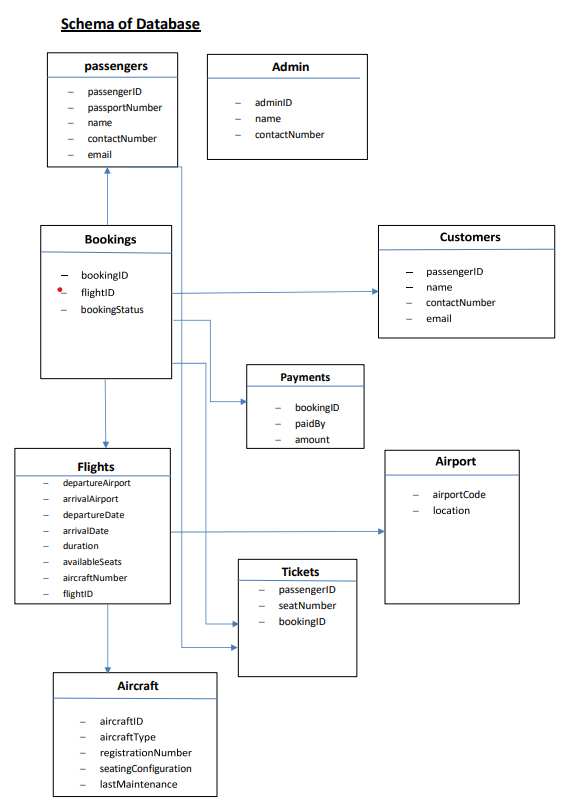 Schema of Database
passengers
– passengerID
– passportNumber
– name
– contactNumber
– email
Admin
– adminID
– name
– contactNumber
Bookings
– bookingID
– flightID
– bookingStatus
Customers
– passengerID
– name
– contactNumber
– email
Payments
– bookingID
– paidBy
– amount
Flights
– departureAirport
– arrivalAirport
– departureDate
– arrivalDate
– duration
– availableSeats
– aircraftNumber
– flightID
Airport
– airportCode
– location
Tickets
– passengerID
– seatNumber
– bookingID
Aircraft
– aircraftID
– aircraftType
– registrationNumber
– seatingConfiguration
– lastMaintenance